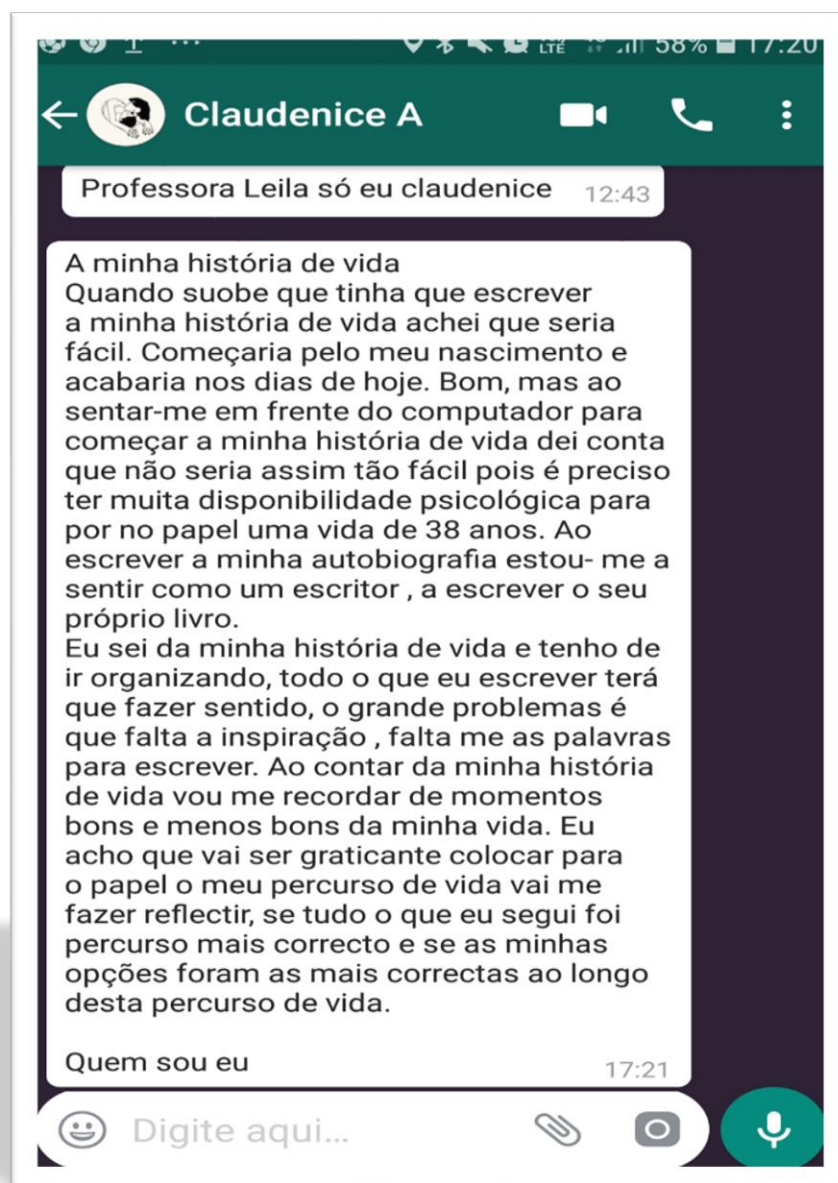 LTE 58% 17:20
Claudenice A
Professora Leila só eu claudenice 12:43
A minha história de vida
Quando suobe que tinha que escrever
a minha história de vida achei que seria
fácil. Começaria pelo meu nascimento e
acabaria nos dias de hoje. Bom, mas ao
sentar-me em frente do computador para
começar a minha história de vida dei conta
que não seria assim tão fácil pois é preciso
ter muita disponibilidade psicológica para
por no papel uma vida de 38 anos. Ao
escrever a minha autobiografia estou- me a
sentir como um escritor , a escrever o seu
próprio livro.
Eu sei da minha história de vida e tenho de
ir organizando, todo o que eu escrever terá
que fazer sentido, o grande problemas é
que falta a inspiração , falta me as palavras
para escrever. Ao contar da minha história
de vida vou me recordar de momentos
bons e menos bons da minha vida. Eu
acho que vai ser graticante colocar para
o papel o meu percurso de vida vai me
fazer reflectir, se tudo o que eu segui foi
percurso mais correcto e se as minhas
opções foram as mais correctas ao longo
desta percurso de vida.
Quem sou eu 17:21
Digite aqui...